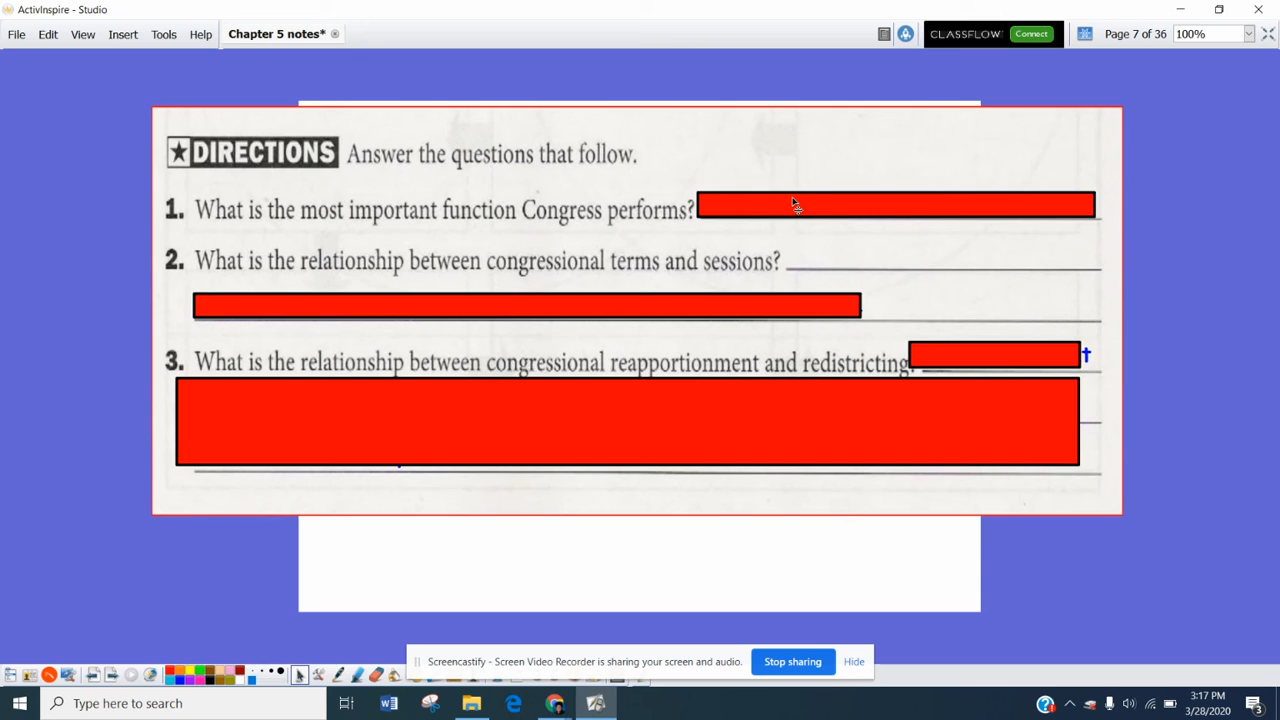 ActivInspire - Studio
File Edit View Insert Tools Help Chapter 5 notes* CLASSFLOW Connect Page 7 of 36 100%
★DIRECTIONS Answer the questions that follow.
1. What is the most important function Congress performs?
2. What is the relationship between congressional terms and sessions?
3. What is the relationship between congressional reapportionment and redistricting
Screencastify - Screen Video Recorder is sharing your screen and audio. Stop sharing Hide
Type here to search
3:17 PM
3/28/2020
3